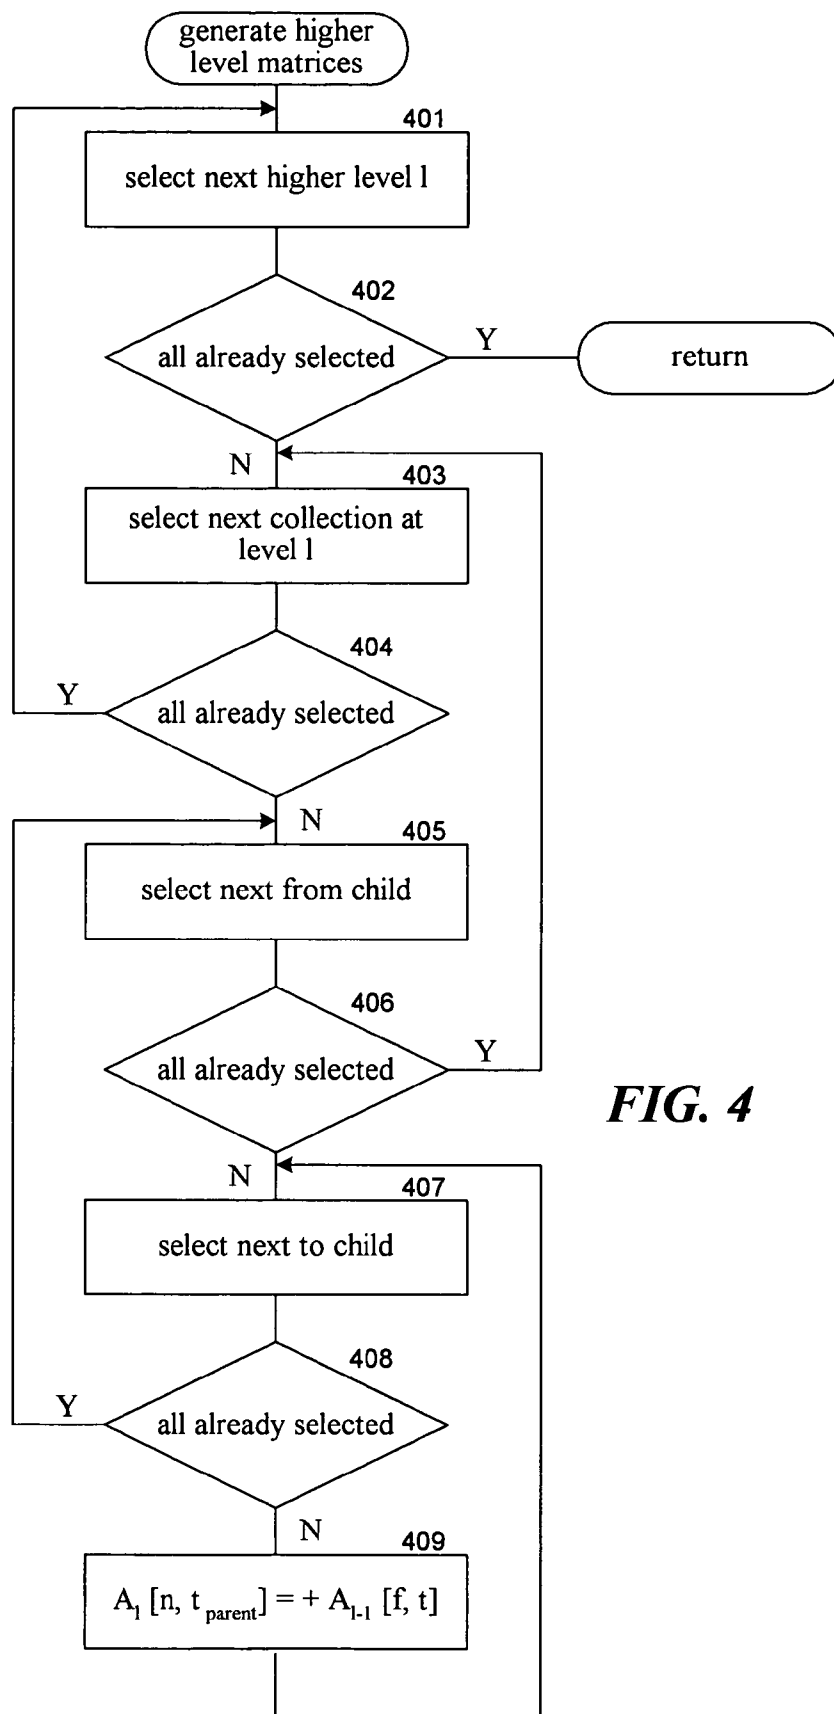 generate higher
level matrices
401
select next higher level l
402
all already selected
Y
return
N
403
select next collection at
level l
404
Y
all already selected
N
405
select next from child
406
all already selected
Y
FIG. 4
N
407
select next to child
408
Y
all already selected
N
409
A_l [n, t_parent] = + A_l-1 [f, t]